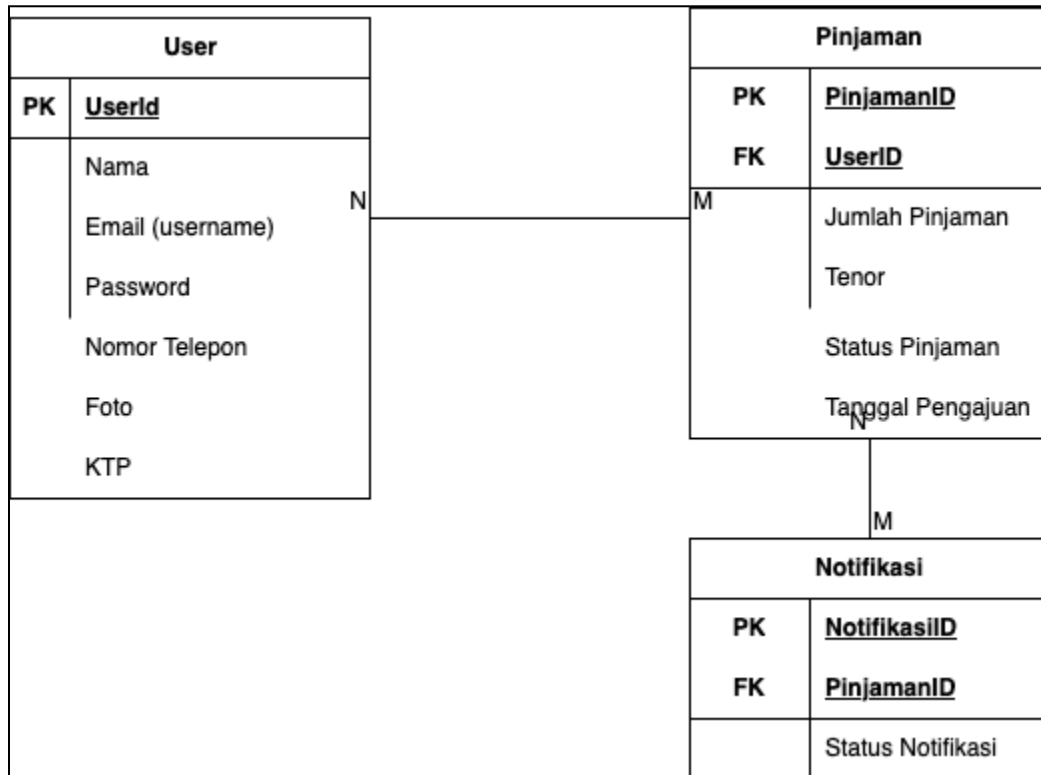 User
PK UserId
Nama
Email (username)
Password
Nomor Telepon
Foto
KTP
N
M
Pinjaman
PK PinjamanID
FK UserID
Jumlah Pinjaman
Tenor
Status Pinjaman
Tanggal Pengajuan
N
M
Notifikasi
PK NotifikasiID
FK PinjamanID
Status Notifikasi